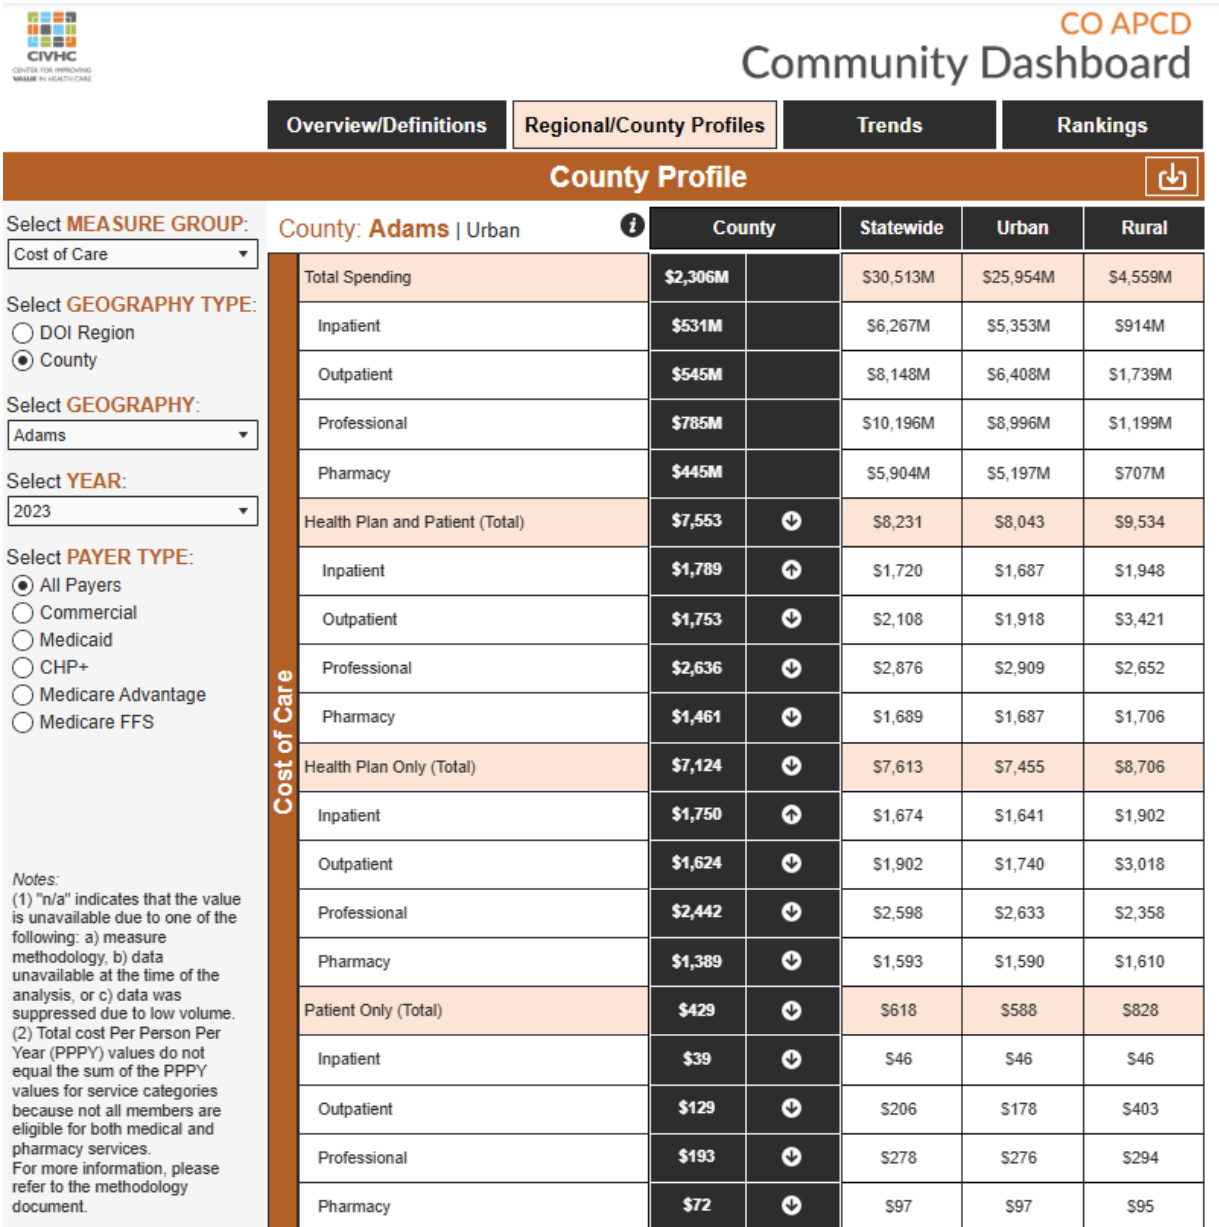 CIVHC
CENTER FOR IMPROVING
VALUE IN HEALTH CARE
CO APCD
Community Dashboard
Overview/Definitions Regional/County Profiles Trends Rankings
County Profile
Select MEASURE GROUP:
Cost of Care
Select GEOGRAPHY TYPE:
DOI Region
County
Select GEOGRAPHY:
Adams
Select YEAR:
2023
Select PAYER TYPE:
All Payers
Commercial
Medicaid
CHP+
Medicare Advantage
Medicare FFS
Notes:
(1) "n/a" indicates that the value
is unavailable due to one of the
following: a) measure
methodology, b) data
unavailable at the time of the
analysis, or c) data was
suppressed due to low volume.
(2) Total cost Per Person Per
Year (PPPY) values do not
equal the sum of the PPPY
values for service categories
because not all members are
eligible for both medical and
pharmacy services.
For more information, please
refer to the methodology
document.
County: Adams | Urban i County Statewide Urban Rural
Cost of Care
Total Spending $2,306M $30,513M $25,954M $4,559M
Inpatient $531M $6,267M $5,353M $914M
Outpatient $545M $8,148M $6,408M $1,739M
Professional $785M $10,196M $8,996M $1,199M
Pharmacy $445M $5,904M $5,197M $707M
Health Plan and Patient (Total) $7,553 $8,231 $8,043 $9,534
Inpatient $1,789 $1,720 $1,687 $1,948
Outpatient $1,753 $2,108 $1,918 $3,421
Professional $2,636 $2,876 $2,909 $2,652
Pharmacy $1,461 $1,689 $1,687 $1,706
Health Plan Only (Total) $7,124 $7,613 $7,455 $8,706
Inpatient $1,750 $1,674 $1,641 $1,902
Outpatient $1,624 $1,902 $1,740 $3,018
Professional $2,442 $2,598 $2,633 $2,358
Pharmacy $1,389 $1,593 $1,590 $1,610
Patient Only (Total) $429 $618 $588 $828
Inpatient $39 $46 $46 $46
Outpatient $129 $206 $178 $403
Professional $193 $278 $276 $294
Pharmacy $72 $97 $97 $95